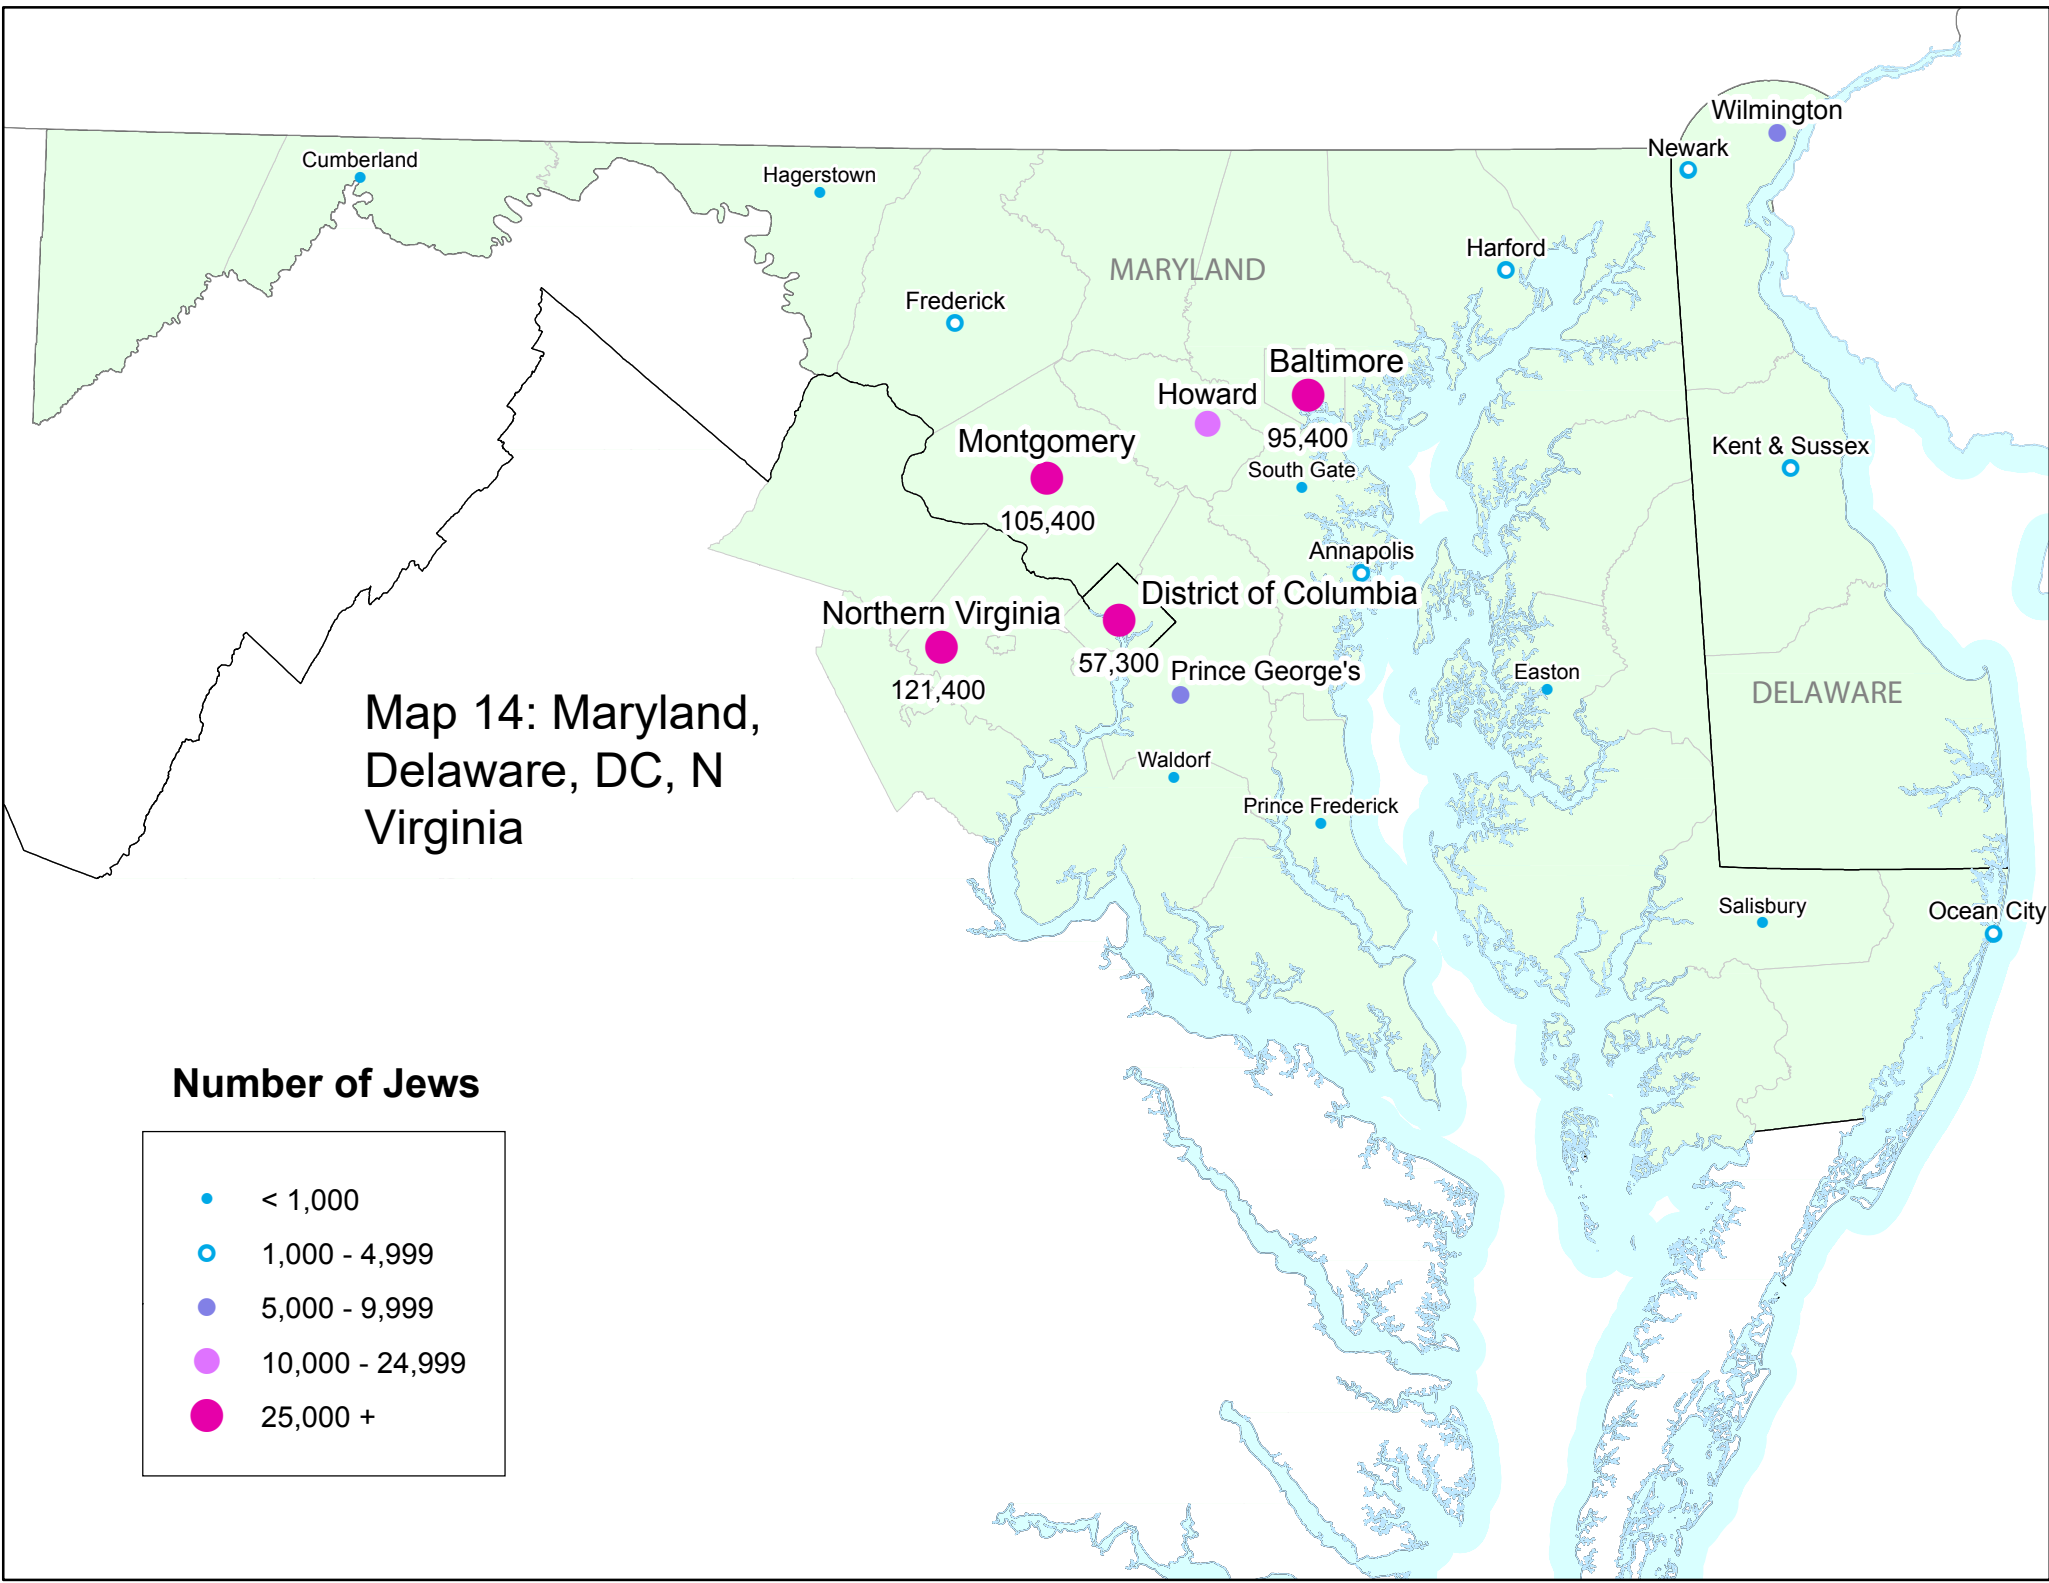 Wilmington
Newark
Cumberland
Hagerstown
Harford
MARYLAND
Frederick
Baltimore
95,400
Howard
Montgomery
105,400
South Gate
Kent & Sussex
Annapolis
District of Columbia
57,300
Northern Virginia
121,400
Prince George's
Easton
DELAWARE
Map 14: Maryland,
Delaware, DC, N
Virginia
Waldorf
Prince Frederick
Salisbury
Ocean City
Number of Jews
< 1,000
1,000 - 4,999
5,000 - 9,999
10,000 - 24,999
25,000 +